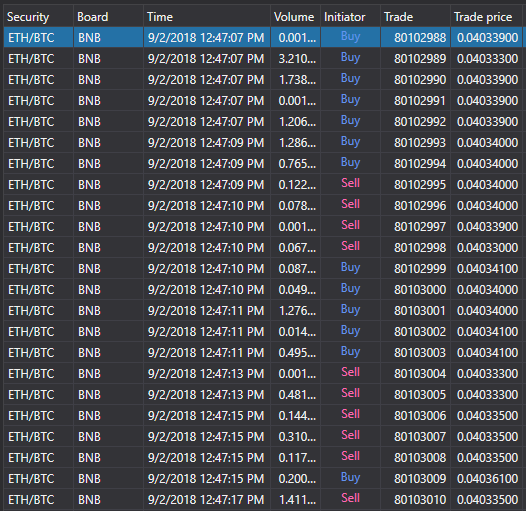 Security Board Time Volume Initiator Trade Trade price
ETH/BTC BNB 9/2/2018 12:47:07 PM 0.001... Buy 80102988 0.04033900
ETH/BTC BNB 9/2/2018 12:47:07 PM 3.210... Buy 80102989 0.04033300
ETH/BTC BNB 9/2/2018 12:47:07 PM 1.738... Buy 80102990 0.04033900
ETH/BTC BNB 9/2/2018 12:47:07 PM 0.001... Buy 80102991 0.04033900
ETH/BTC BNB 9/2/2018 12:47:07 PM 1.206... Buy 80102992 0.04033900
ETH/BTC BNB 9/2/2018 12:47:09 PM 1.286... Buy 80102993 0.04034000
ETH/BTC BNB 9/2/2018 12:47:09 PM 0.765... Buy 80102994 0.04034000
ETH/BTC BNB 9/2/2018 12:47:09 PM 0.122... Sell 80102995 0.04034000
ETH/BTC BNB 9/2/2018 12:47:10 PM 0.078... Sell 80102996 0.04034000
ETH/BTC BNB 9/2/2018 12:47:10 PM 0.001... Sell 80102997 0.04033900
ETH/BTC BNB 9/2/2018 12:47:10 PM 0.067... Sell 80102998 0.04033000
ETH/BTC BNB 9/2/2018 12:47:10 PM 0.087... Buy 80102999 0.04034100
ETH/BTC BNB 9/2/2018 12:47:10 PM 0.049... Buy 80103000 0.04034000
ETH/BTC BNB 9/2/2018 12:47:11 PM 1.276... Buy 80103001 0.04034000
ETH/BTC BNB 9/2/2018 12:47:11 PM 0.014... Buy 80103002 0.04034100
ETH/BTC BNB 9/2/2018 12:47:11 PM 0.495... Buy 80103003 0.04034100
ETH/BTC BNB 9/2/2018 12:47:13 PM 0.001... Sell 80103004 0.04033300
ETH/BTC BNB 9/2/2018 12:47:13 PM 0.481... Sell 80103005 0.04033300
ETH/BTC BNB 9/2/2018 12:47:15 PM 0.144... Sell 80103006 0.04033500
ETH/BTC BNB 9/2/2018 12:47:15 PM 0.310... Sell 80103007 0.04033500
ETH/BTC BNB 9/2/2018 12:47:15 PM 0.117... Sell 80103008 0.04033500
ETH/BTC BNB 9/2/2018 12:47:15 PM 0.200... Buy 80103009 0.04036100
ETH/BTC BNB 9/2/2018 12:47:17 PM 1.411... Sell 80103010 0.04033500